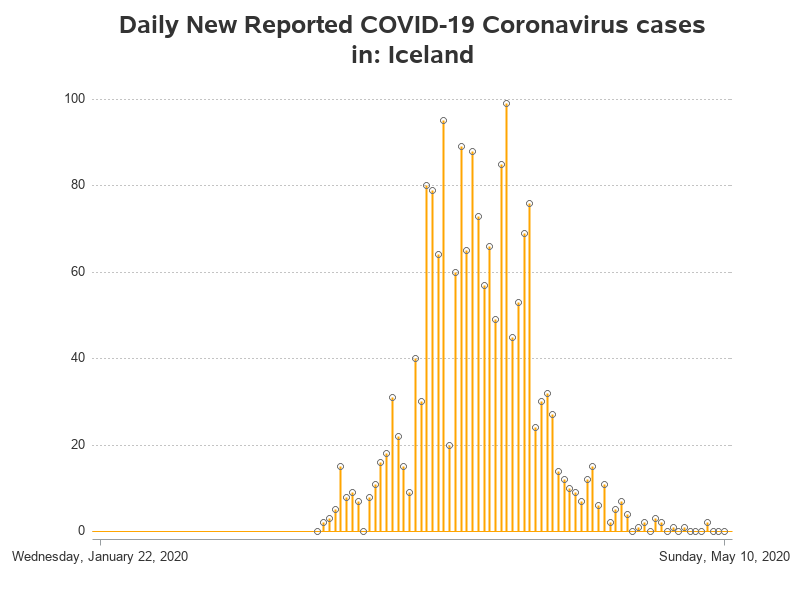 Daily New Reported COVID-19 Coronavirus cases
in: Iceland
100
80
60
40
20
0
Wednesday, January 22, 2020
Sunday, May 10, 2020